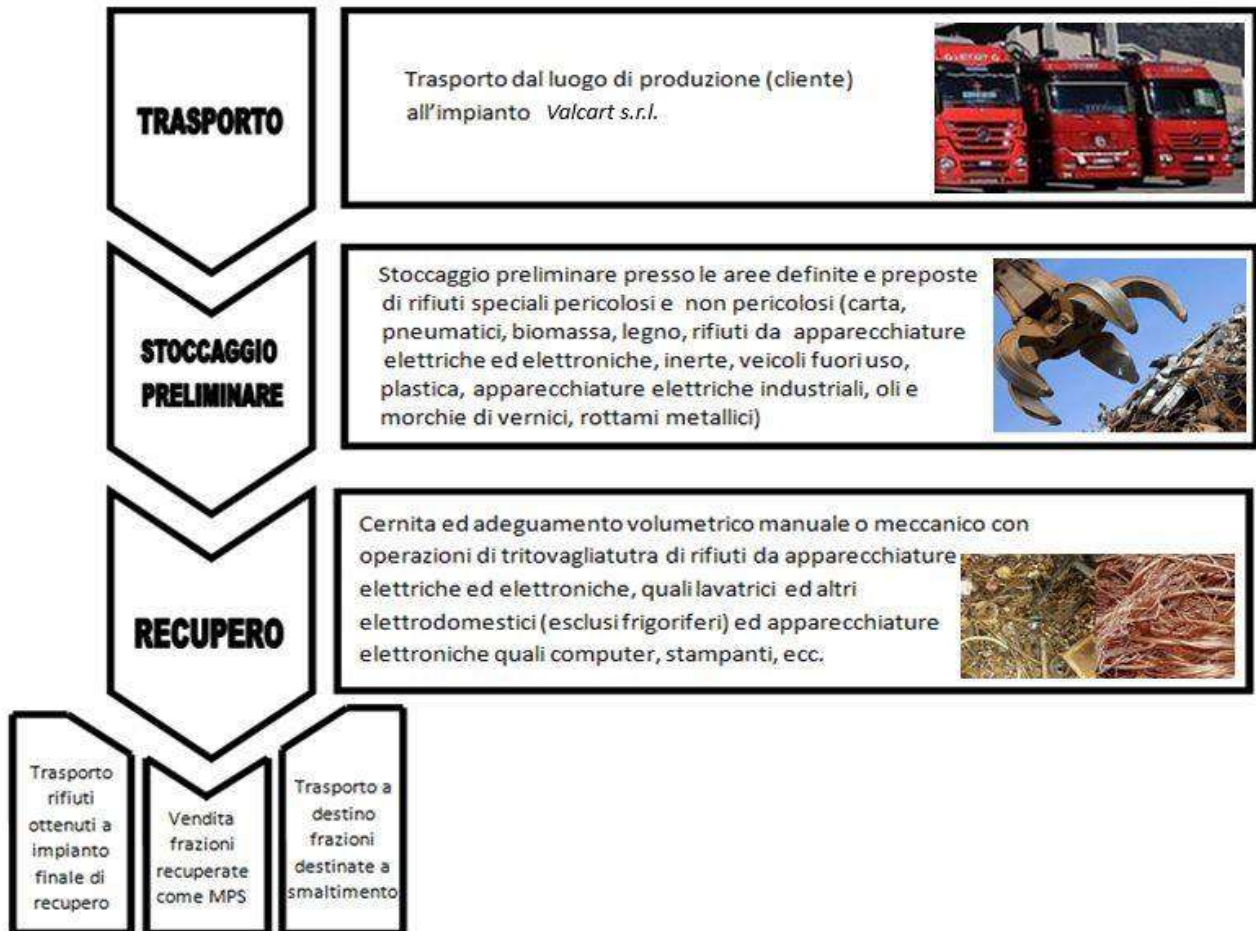 TRASPORTO
Trasporto dal luogo di produzione (cliente)
all'impianto Valcart s.r.l.
STOCCAGGIO
PRELIMINARE
Stoccaggio preliminare presso le aree definite e preposte
di rifiuti speciali pericolosi e non pericolosi (carta,
pneumatici, biomassa, legno, rifiuti da apparecchiature
elettriche ed elettroniche, inerte, veicoli fuori uso,
plastica, apparecchiature elettriche industriali, oli e
morchie di vernici, rottami metallici)
RECUPERO
Cernita ed adeguamento volumetrico manuale o meccanico con
operazioni di tritovagliatutra di rifiuti da apparecchiature
elettriche ed elettroniche, quali lavatrici ed altri
elettrodomestici (esclusi frigoriferi) ed apparecchiature
elettroniche quali computer, stampanti, ecc.
Trasporto
rifiuti
ottenuti a
impianto
finale di
recupero
Vendita
frazioni
recuperate
come MPS
Trasporto a
destino
frazioni
destinate a
smaltimento